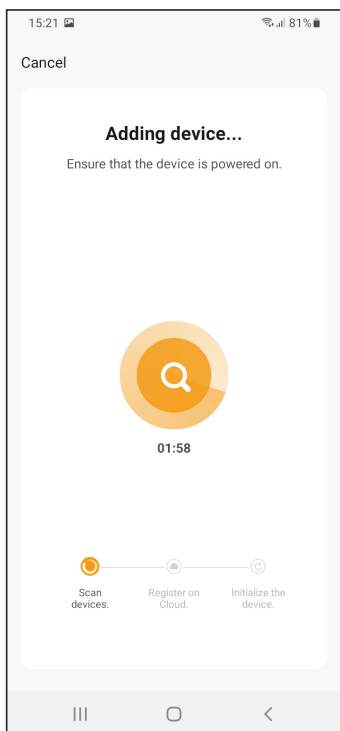 15:21 81%
Cancel
Adding device...
Ensure that the device is powered on.
01:58
Scan devices.
Register on Cloud.
Initialize the device.